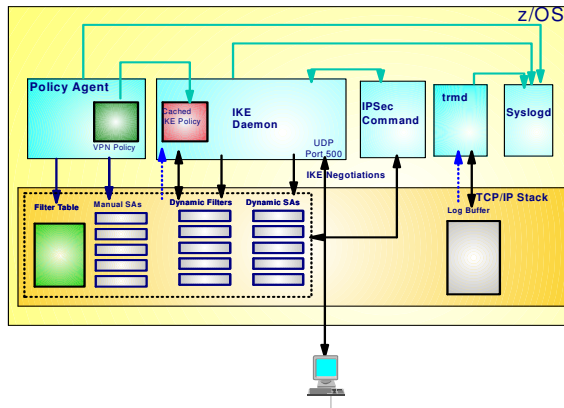 z/OS
Policy Agent
VPN Policy
Cached
IKE Policy
IKE
Daemon
UDP
Port 500
IPSec
Command
trmd
Syslogd
IKE Negotiations
TCP/IP Stack
Filter Table
Manual SAs
Dynamic Filters
Dynamic SAs
Log Buffer